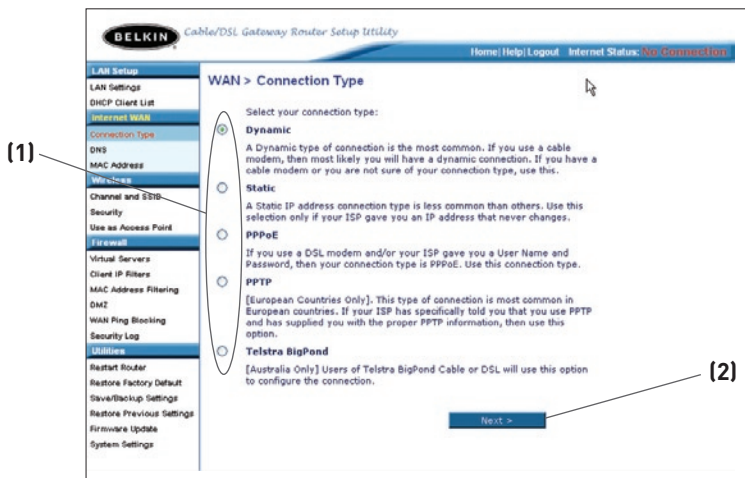 BELKIN Cable/DSL Gateway Router Setup Utility
Home|Help|Logout Internet Status: No Connection
LAN Setup
LAN Settings
DHCP Client List
Internet WAN
Connection Type
DNS
MAC Address
Wireless
Channel and SSID
Security
Use as Access Point
Firewall
Virtual Servers
Client IP Filters
MAC Address Filtering
DMZ
WAN Ping Blocking
Security Log
Utilities
Restart Router
Restore Factory Default
Save/Backup Settings
Restore Previous Settings
Firmware Update
System Settings
WAN > Connection Type
Select your connection type:
Dynamic
A Dynamic type of connection is the most common. If you use a cable
modem, then most likely you will have a dynamic connection. If you have a
cable modem or you are not sure of your connection type, use this.
Static
A Static IP address connection type is less common than others. Use this
selection only if your ISP gave you an IP address that never changes.
PPPoE
If you use a DSL modem and/or your ISP gave you a User Name and
Password, then your connection type is PPPoE. Use this connection type.
PPTP
[European Countries Only]. This type of connection is most common in
European countries. If your ISP has specifically told you that you use PPTP
and has supplied you with the proper PPTP information, then use this
option.
Telstra BigPond
[Australia Only] Users of Telstra BigPond Cable or DSL will use this option
to configure the connection.
Next >
(1)
(2)